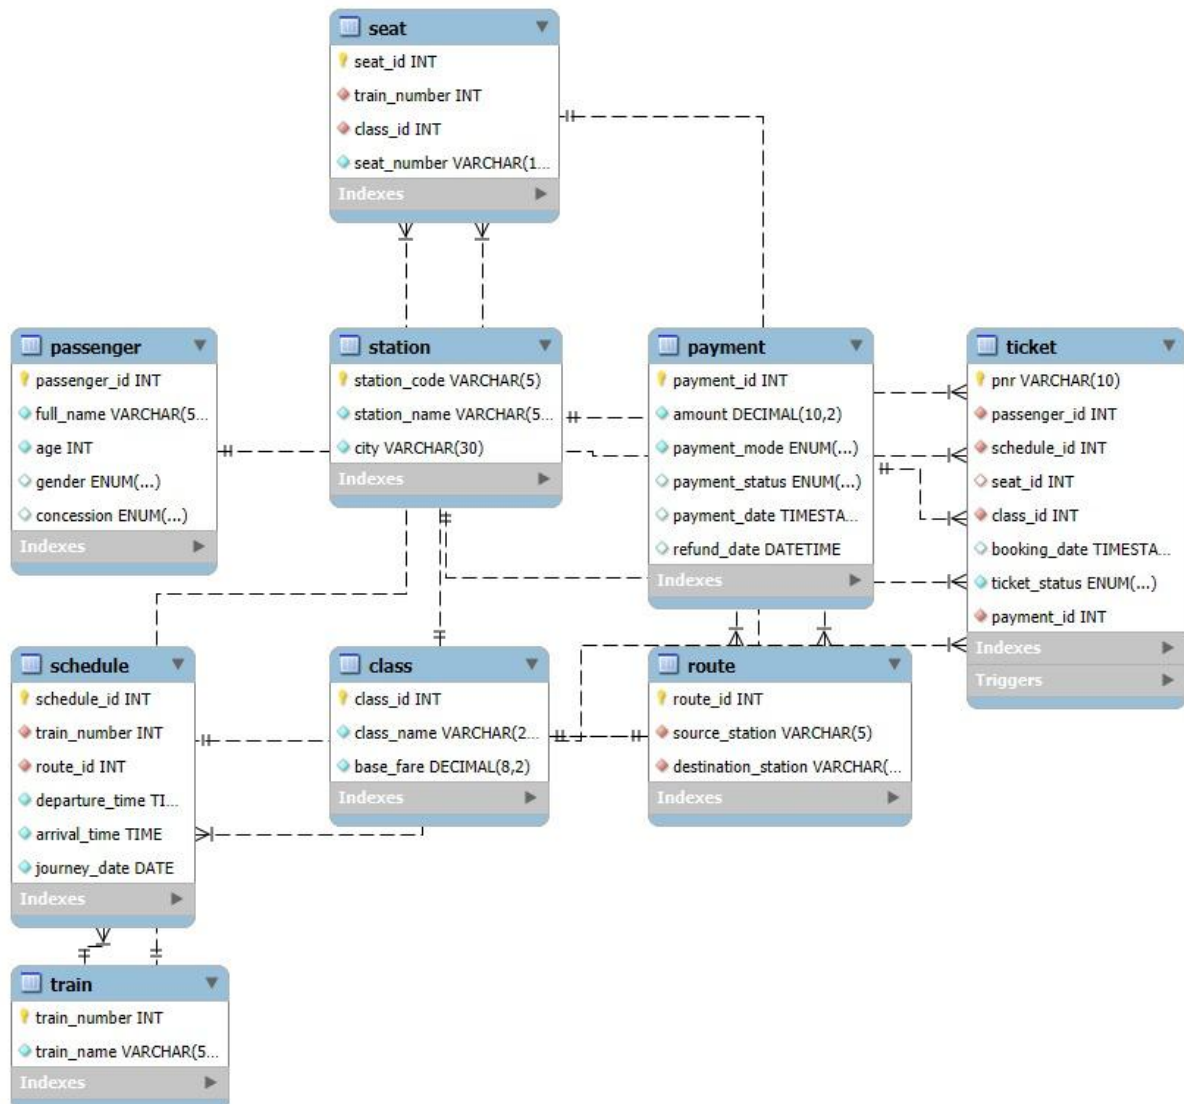 seat
seat_id INT
train_number INT
class_id INT
seat_number VARCHAR(1...
Indexes
passenger
passenger_id INT
full_name VARCHAR(5...
age INT
gender ENUM(...)
concession ENUM(...)
Indexes
station
station_code VARCHAR(5)
station_name VARCHAR(5...
city VARCHAR(30)
Indexes
payment
payment_id INT
amount DECIMAL(10,2)
payment_mode ENUM(...)
payment_status ENUM(...)
payment_date TIMESTA...
refund_date DATETIME
Indexes
ticket
pnr VARCHAR(10)
passenger_id INT
schedule_id INT
seat_id INT
class_id INT
booking_date TIMESTA...
ticket_status ENUM(...)
payment_id INT
Indexes
Triggers
schedule
schedule_id INT
train_number INT
route_id INT
departure_time TI...
arrival_time TIME
journey_date DATE
Indexes
class
class_id INT
class_name VARCHAR(2...
base_fare DECIMAL(8,2)
Indexes
route
route_id INT
source_station VARCHAR(5)
destination_station VARCHAR(...
Indexes
train
train_number INT
train_name VARCHAR(5...
Indexes